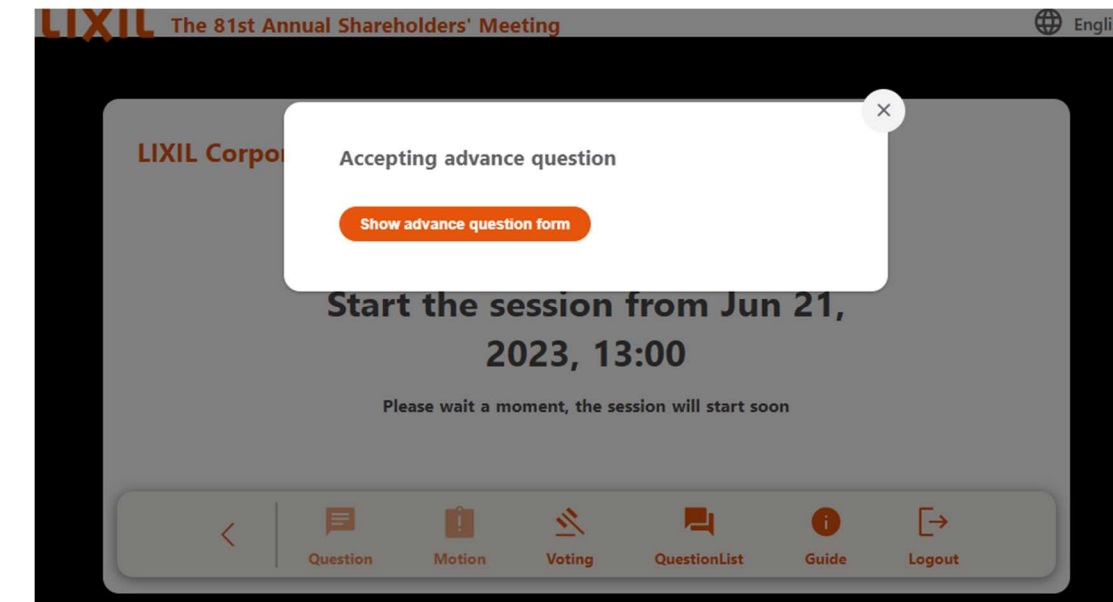 LIXIL The 81st Annual Shareholders' Meeting
Engli
LIXIL Corpor
Accepting advance question
Show advance question form
Start the session from Jun 21,
2023, 13:00
Please wait a moment, the session will start soon
Question Motion Voting QuestionList Guide Logout